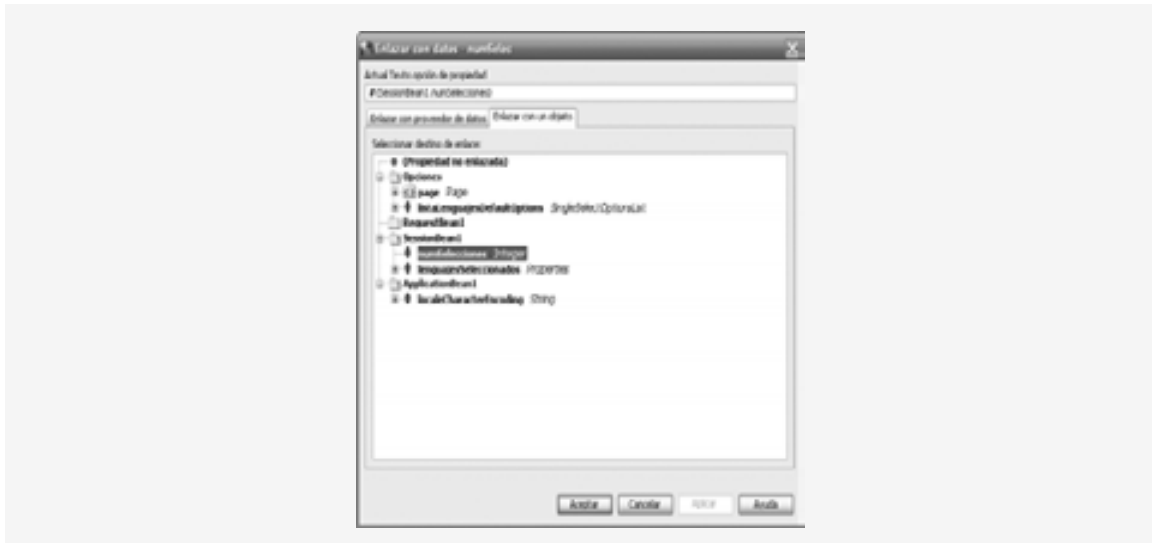 Enlazar con datos - numSelec
Actual Texto opción de propiedad:
#{SessionBean1.numSelecciones}
Enlazar con proveedor de datos Enlazar con un objeto
Seleccionar destino de enlace:
(Propiedad no enlazada)
Opciones
page Page
localenguagesDefaultOptions SingleSelectOptionsList
RequestBean1
SessionBean1
numSelecciones Integer
lenguajesSeleccionados Properties
ApplicationBean1
localeCharacterEncoding String
Aceptar Cancelar Aplicar Ayuda